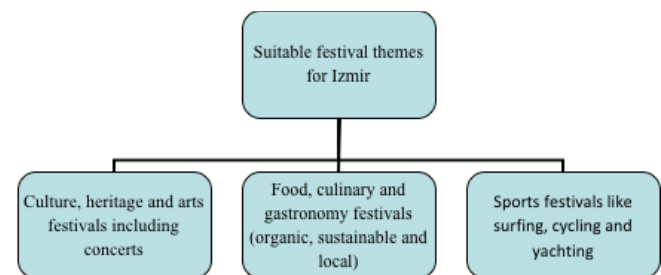 Suitable festival themes
for Izmir
Culture, heritage and arts
festivals including
concerts
Food, culinary and
gastronomy festivals
(organic, sustainable and
local)
Sports festivals like
surfing, cycling and
yachting